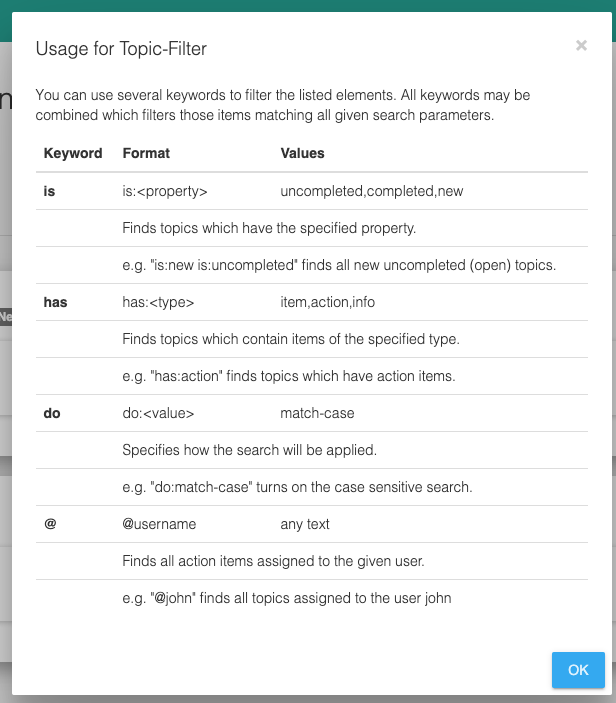 Usage for Topic-Filter ×
You can use several keywords to filter the listed elements. All keywords may be
combined which filters those items matching all given search parameters.
Keyword Format Values
is is:<property> uncompleted,completed,new
Finds topics which have the specified property.
e.g. "is:new is:uncompleted" finds all new uncompleted (open) topics.
has has:<type> item,action,info
Finds topics which contain items of the specified type.
e.g. "has:action" finds topics which have action items.
do do:<value> match-case
Specifies how the search will be applied.
e.g. "do:match-case" turns on the case sensitive search.
@ @username any text
Finds all action items assigned to the given user.
e.g. "@john" finds all topics assigned to the user john
OK